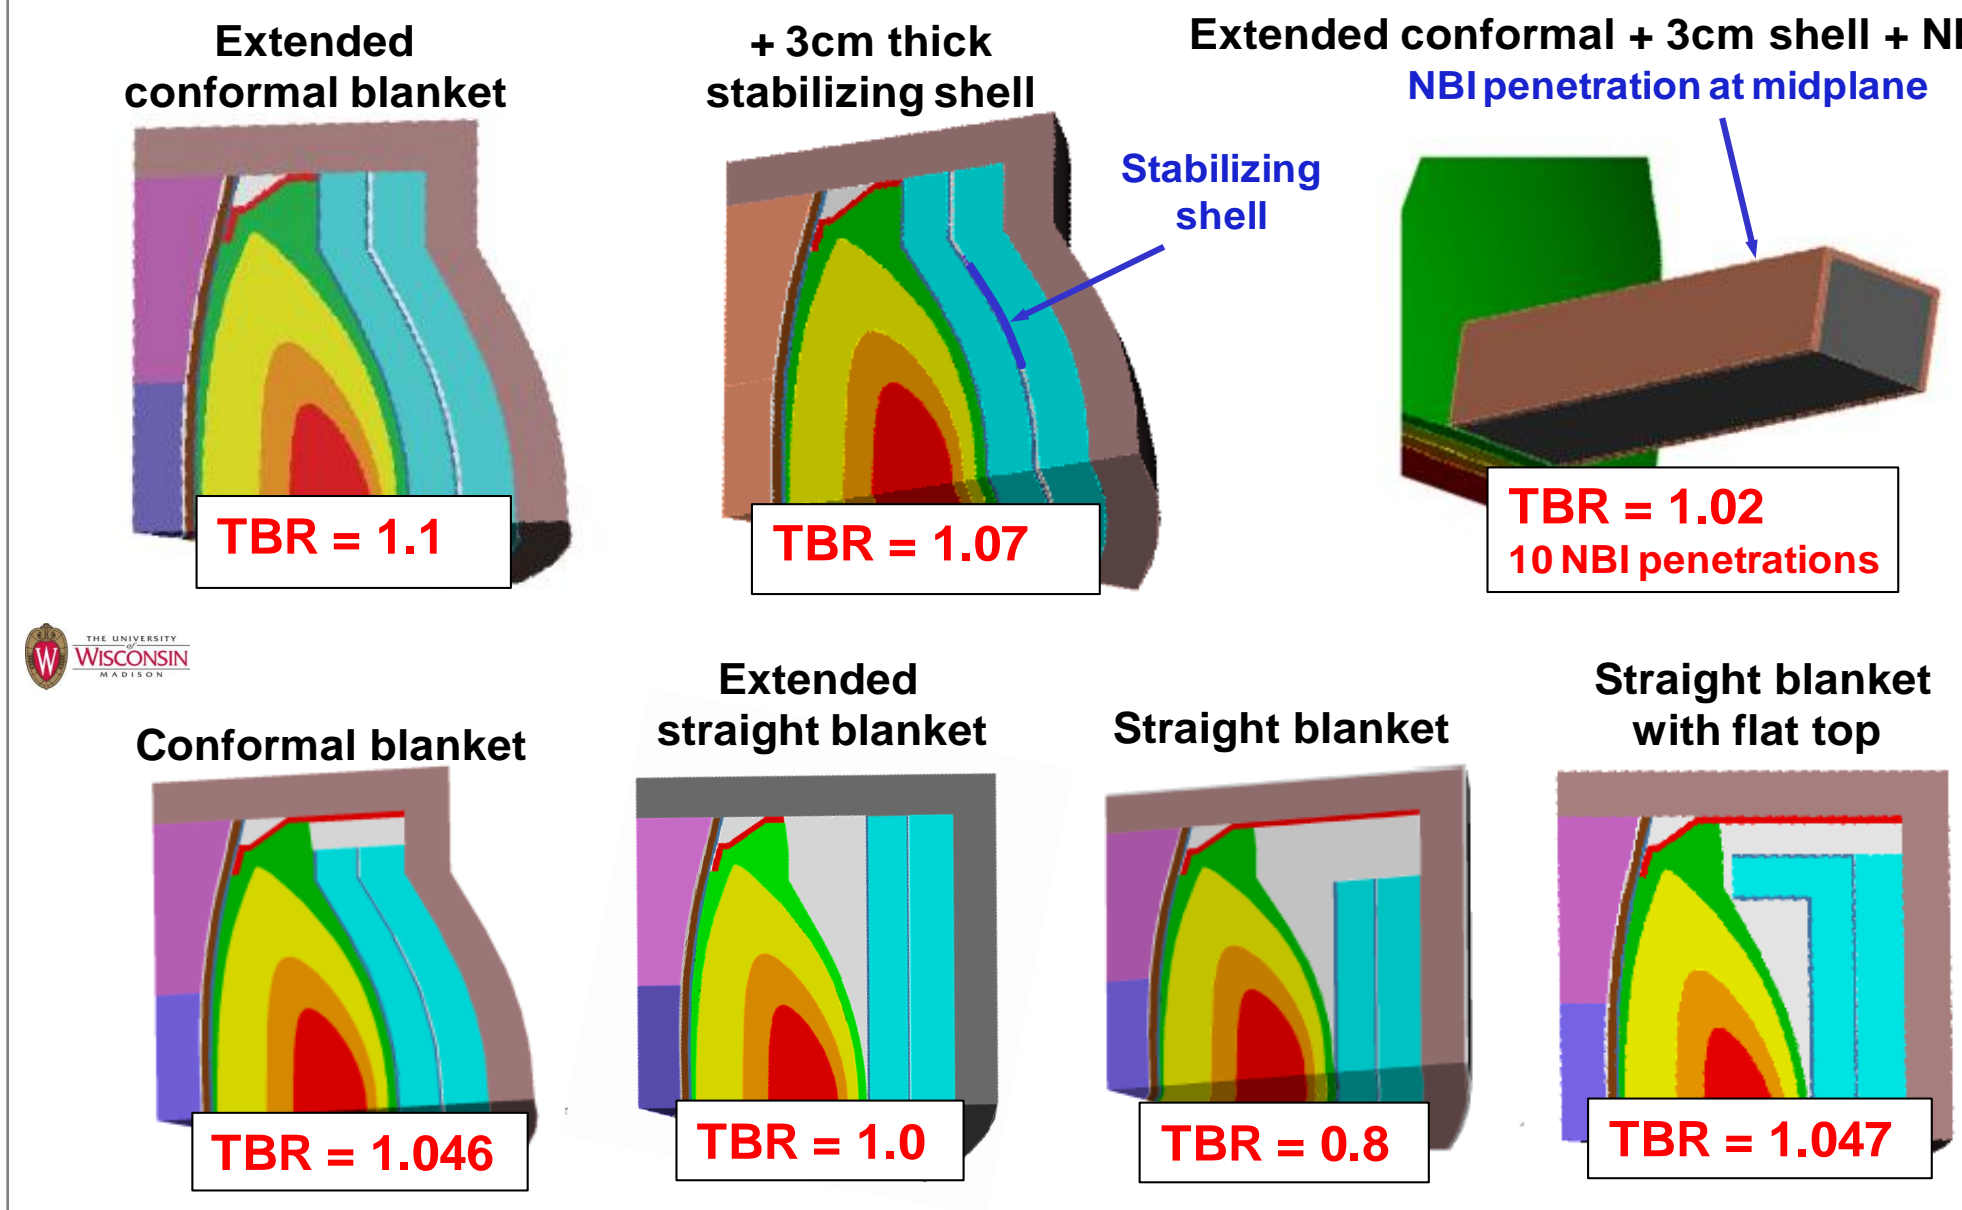 Extended
conformal blanket
+ 3cm thick
stabilizing shell
Extended conformal + 3cm shell +
NBI penetration at midplane
Stabilizing
shell
TBR = 1.1
TBR = 1.07
TBR = 1.02
10 NBI penetrations
THE UNIVERSITY
of
WISCONSIN
MADISON
W
Conformal blanket
Extended
straight blanket
Straight blanket
Straight blanket
with flat top
TBR = 1.046
TBR = 1.0
TBR = 0.8
TBR = 1.047